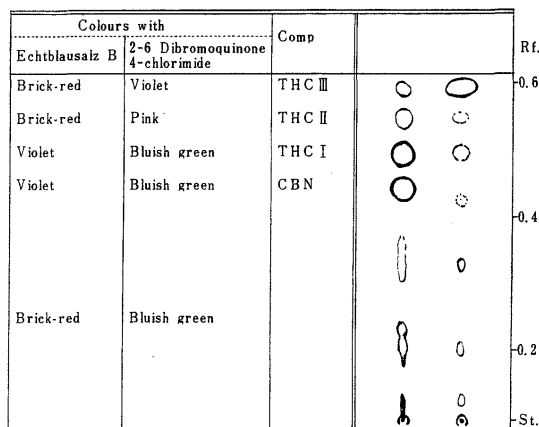 Colours with
Comp
Rf.
Echtblausalz B
2-6 Dibromoquinone
4-chlorimide
Brick-red Violet THC Ⅲ
0.6
Brick-red Pink THC Ⅱ
Violet Bluish green THC Ⅰ
Violet Bluish green CBN
0.4
Brick-red Bluish green
0.2
St.